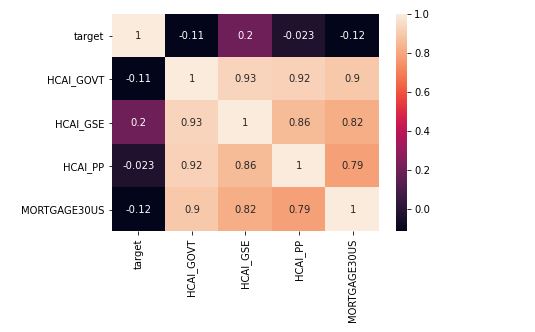 target 1 -0.11 0.2 -0.023 -0.12
HCAI_GOVT -0.11 1 0.93 0.92 0.9
HCAI_GSE 0.2 0.93 1 0.86 0.82
HCAI_PP -0.023 0.92 0.86 1 0.79
MORTGAGE30US -0.12 0.9 0.82 0.79 1
target
HCAI_GOVT
HCAI_GSE
HCAI_PP
MORTGAGE30US
1.0
0.8
0.6
0.4
0.2
0.0